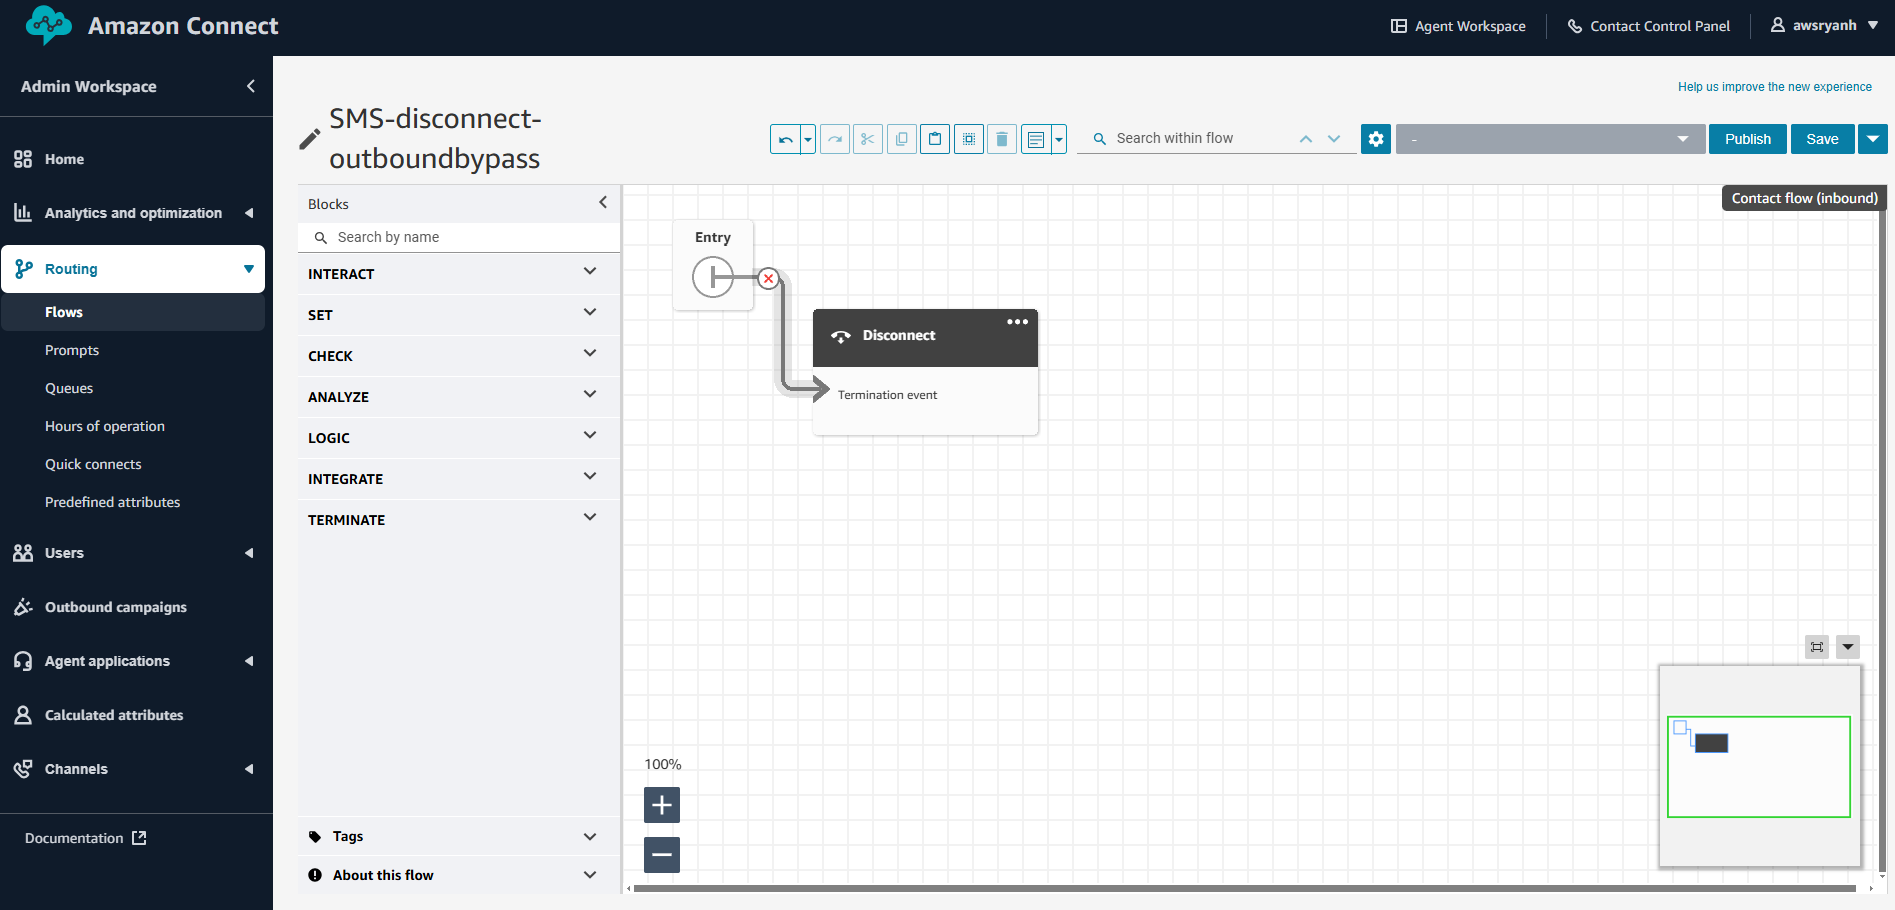 Amazon Connect
Agent Workspace
Contact Control Panel
awsryanh
Admin Workspace
Help us improve the new experience
Home
Analytics and optimization
Routing
Flows
Prompts
Queues
Hours of operation
Quick connects
Predefined attributes
Users
Outbound campaigns
Agent applications
Calculated attributes
Channels
Documentation
SMS-disconnect-
outboundbypass
Search within flow
-
Publish
Save
Blocks
Search by name
INTERACT
SET
CHECK
ANALYZE
LOGIC
INTEGRATE
TERMINATE
Tags
About this flow
Contact flow (inbound)
Entry
Disconnect
Termination event
100%